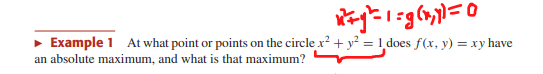 x²+y²=1=g(x,y)=0
▸ Example 1 At what point or points on the circle x² + y² = 1 does f(x, y) = xy have
an absolute maximum, and what is that maximum?